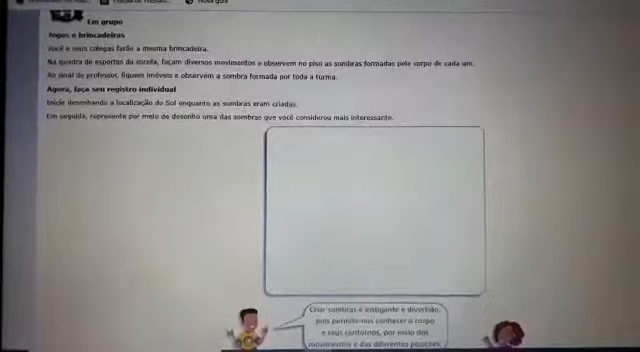 Nova guia
Em grupo
Jogos e brincadeiras
Você e seus colegas farão a mesma brincadeira.
Na quadra de esportes da escola, façam diversos movimentos e observem no piso as sombras formadas pelo corpo de cada um.
Ao sinal do professor, fiquem imóveis e observem a sombra formada por toda a turma.
Agora, faça seu registro individual
Inicie desenhando a localização do Sol enquanto as sombras eram criadas.
Em seguida, represente por meio de desenho uma das sombras que você considerou mais interessante.
Criar sombras é instigante e divertido,
pois permite-nos conhecer o corpo
e seus contornos, por meio dos
movimentos e das diferentes posições.